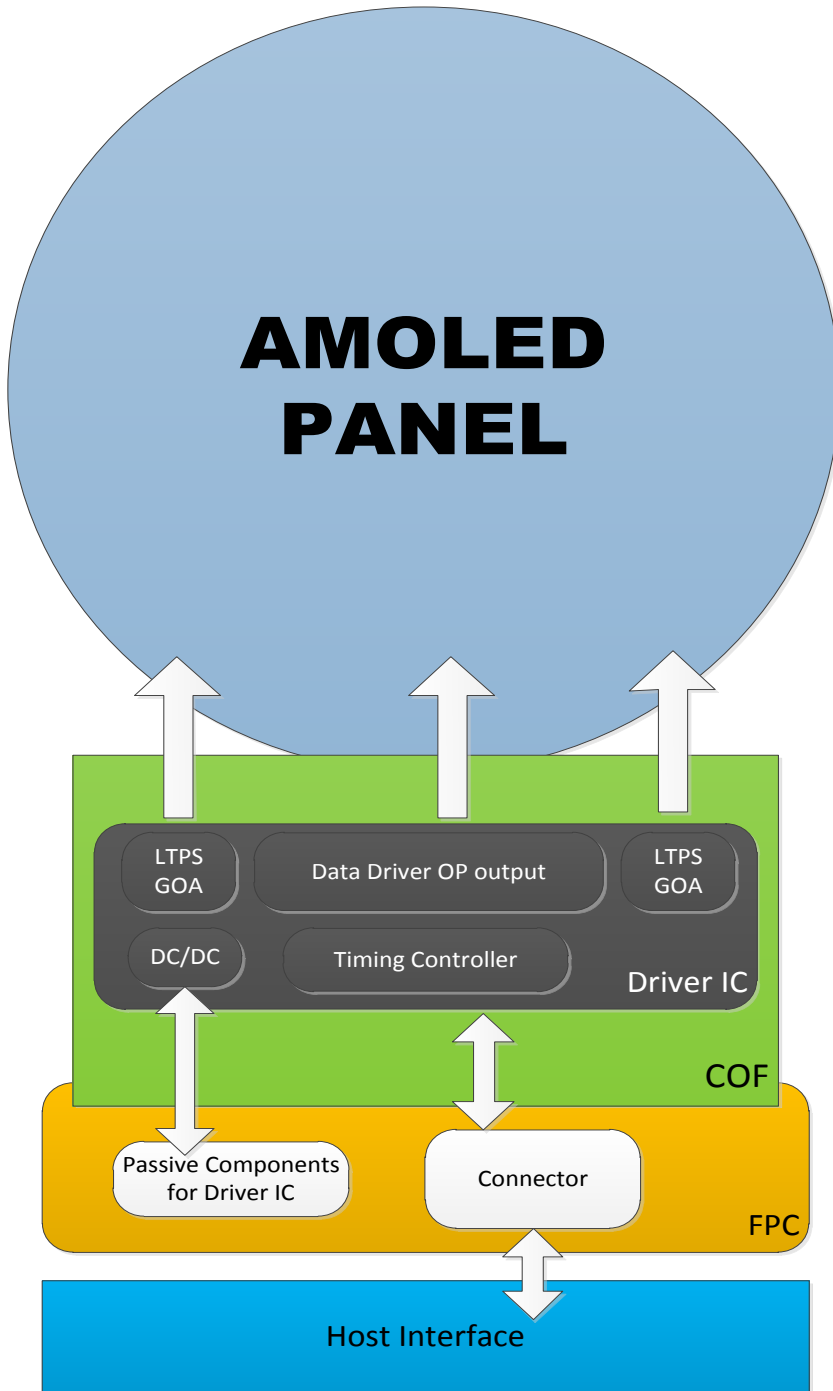 AMOLED
PANEL
LTPS
GOA
Data Driver OP output
LTPS
GOA
DC/DC
Timing Controller
Driver IC
COF
Passive Components
for Driver IC
Connector
FPC
Host Interface